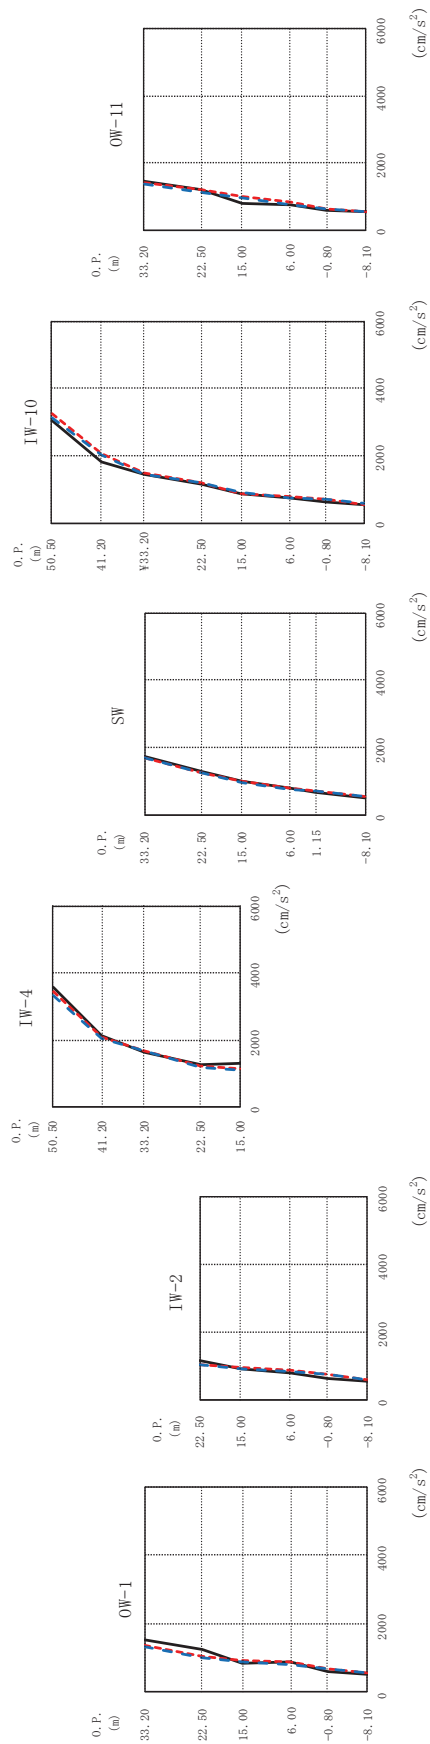 OW-11
O.P.
(m)
33.20
22.50
15.00
6.00
-0.80
-8.10
0
2000
4000
6000
(cm/s²)
IW-10
O.P.
(m)
50.50
41.20
¥33.20
22.50
15.00
6.00
-0.80
-8.10
0
2000
4000
6000
(cm/s²)
SW
O.P.
(m)
33.20
22.50
15.00
6.00
1.15
-8.10
0
2000
4000
6000
(cm/s²)
IW-4
O.P.
(m)
50.50
41.20
33.20
22.50
15.00
0
2000
4000
6000
(cm/s²)
IW-2
O.P.
(m)
22.50
15.00
6.00
-0.80
-8.10
0
2000
4000
6000
(cm/s²)
OW-1
O.P.
(m)
33.20
22.50
15.00
6.00
-0.80
-8.10
0
2000
4000
6000
(cm/s²)